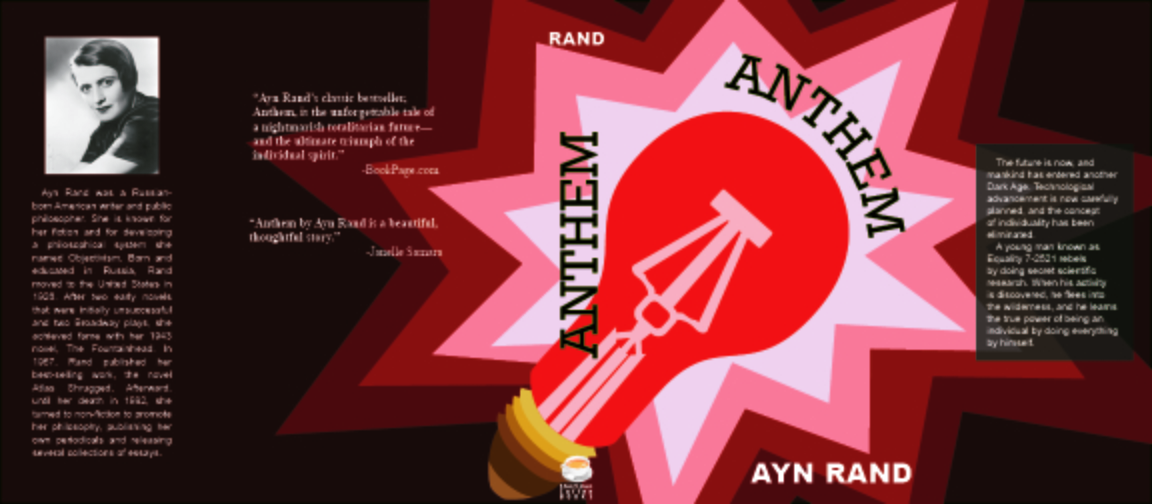 Ayn Rand was a Russian-
born American writer and public
philosopher. She is known for
her fiction and for developing
a philosophical system she
named Objectivism. Born and
educated in Russia, Rand
moved to the United States in
1926. After two early novels
that were initially unsuccessful
and two Broadway plays, she
achieved fame with her 1943
novel, The Fountainhead. In
1957, Rand published her
best-selling work, the novel
Atlas Shrugged. Afterward,
until her death in 1982, she
turned to non-fiction to promote
her philosophy, publishing her
own periodicals and releasing
several collections of essays.
"Ayn Rand's classic bestseller,
Anthem, is the unforgettable tale of
a nightmarish totalitarian future—
and the ultimate triumph of the
individual spirit."
-BookPage.com
"Anthem by Ayn Rand is a beautiful,
thoughtful story."
-Janelle Samara
RAND
ANTHEM
ANTHEM
AYN RAND
The future is now, and
mankind has entered another
Dark Age. Technological
advancement is now carefully
planned, and the concept
of individuality has been
eliminated.
A young man known as
Equality 7-2521 rebels
by doing secret scientific
research. When his activity
is discovered, he flees into
the wilderness, and he learns
the true power of being an
individual by doing everything
by himself.